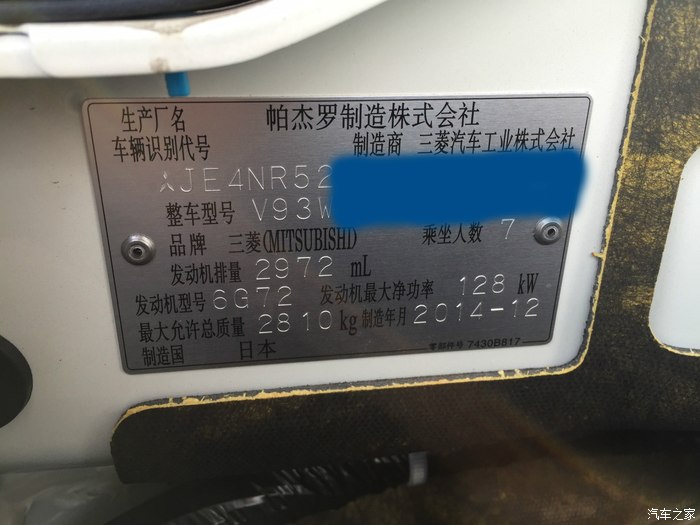 生产厂名 帕杰罗制造株式会社
车辆识别代号 制造商 三菱汽车工业株式会社
JE4NR52
整车型号 V93W
品牌 三菱(MITSUBISHI) 乘坐人数 7
发动机排量 2972 mL
发动机型号 6G72 发动机最大净功率 128 kW
最大允许总质量 2810 kg 制造年月 2014-12
制造国 日本 零部件号 7430B817
汽车之家